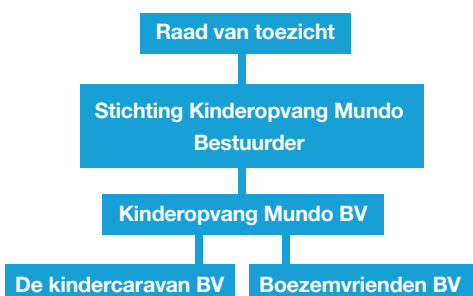 Raad van toezicht
Stichting Kinderopvang Mundo
Bestuurder
Kinderopvang Mundo BV
De kindercaravan BV
Boezemvrienden BV